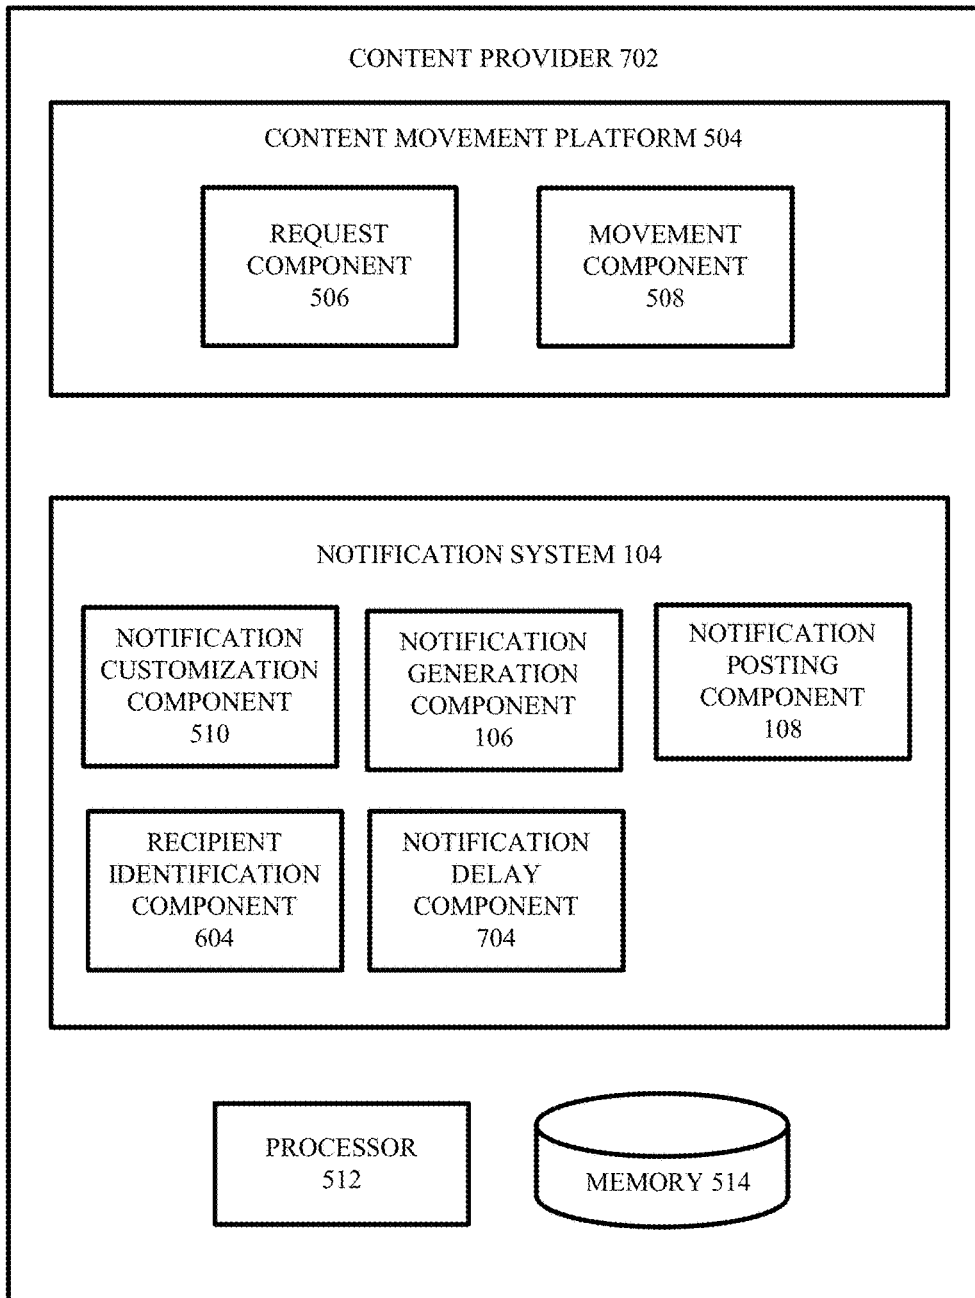 CONTENT PROVIDER 702
CONTENT MOVEMENT PLATFORM 504
REQUEST
COMPONENT
506
MOVEMENT
COMPONENT
508
NOTIFICATION SYSTEM 104
NOTIFICATION
CUSTOMIZATION
COMPONENT
510
NOTIFICATION
GENERATION
COMPONENT
106
NOTIFICATION
POSTING
COMPONENT
108
RECIPIENT
IDENTIFICATION
COMPONENT
604
NOTIFICATION
DELAY
COMPONENT
704
PROCESSOR
512
MEMORY 514